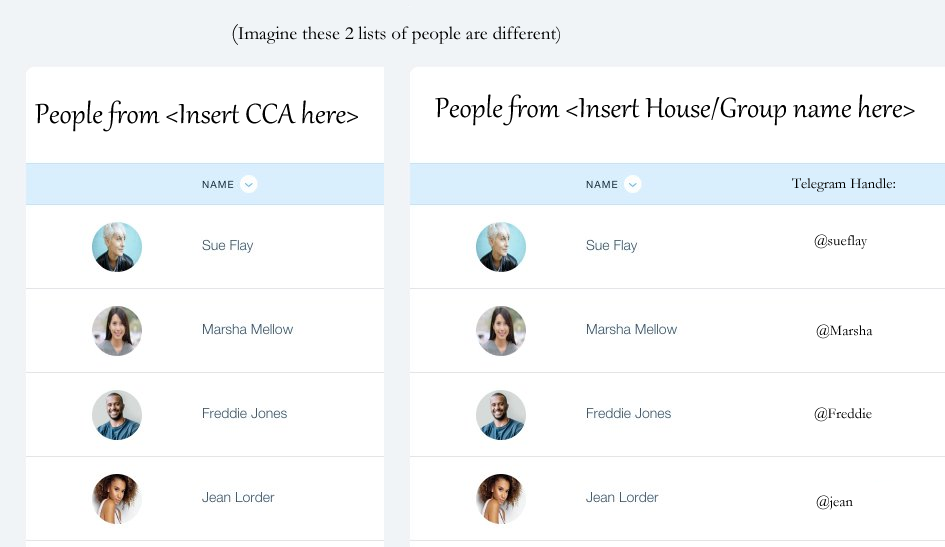 (Imagine these 2 lists of people are different)
People from <Insert CCA here>
NAME
Sue Flay
Marsha Mellow
Freddie Jones
Jean Lorder
People from <Insert House/Group name here>
NAME Telegram Handle:
Sue Flay @sueflay
Marsha Mellow @Marsha
Freddie Jones @Freddie
Jean Lorder @jean